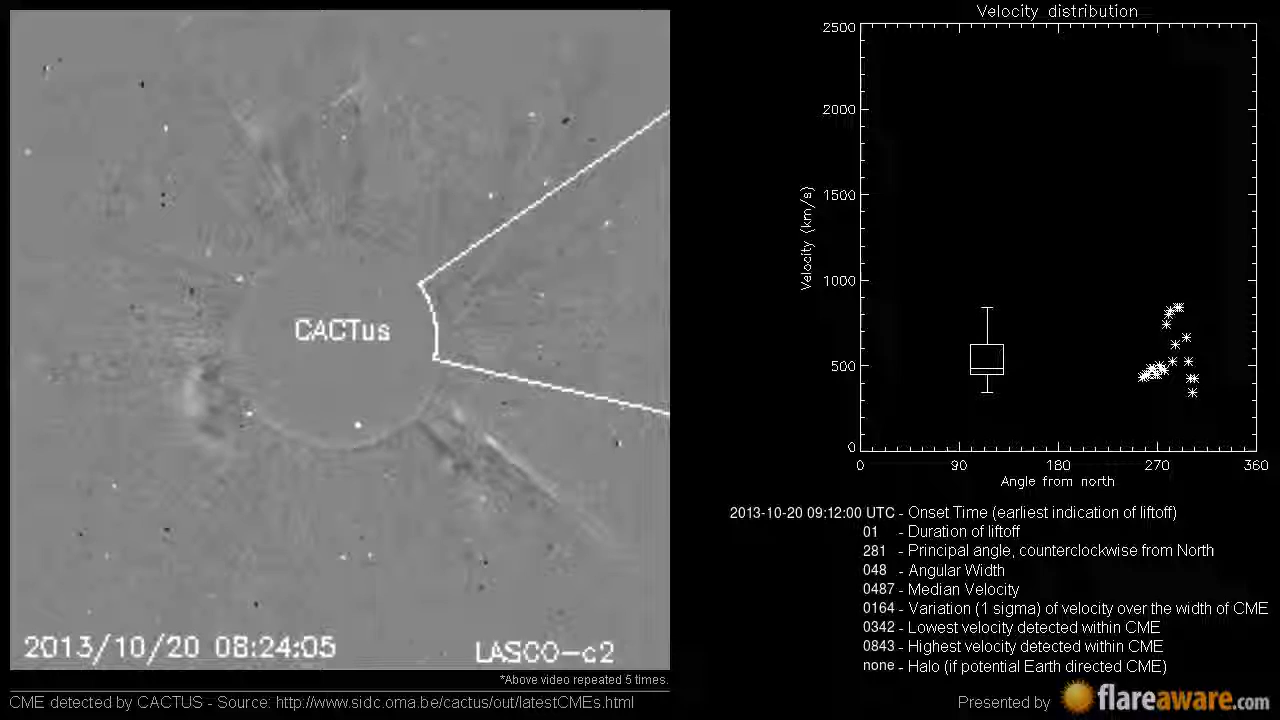 CACTus
2013/10/20 08:24:05
LASCO-c2
*Above video repeated 5 times.
CME detected by CACTUS - Source: http://www.sidc.oma.be/cactus/out/latestCMEs.html
Velocity distribution
2500
2000
1500
1000
500
0
Velocity (km/s)
0 90 180 270 360
Angle from north
2013-10-20 09:12:00 UTC - Onset Time (earliest indication of liftoff)
01 - Duration of liftoff
281 - Principal angle, counterclockwise from North
048 - Angular Width
0487 - Median Velocity
0164 - Variation (1 sigma) of velocity over the width of CME
0342 - Lowest velocity detected within CME
0843 - Highest velocity detected within CME
none - Halo (if potential Earth directed CME)
Presented by flareaware.com